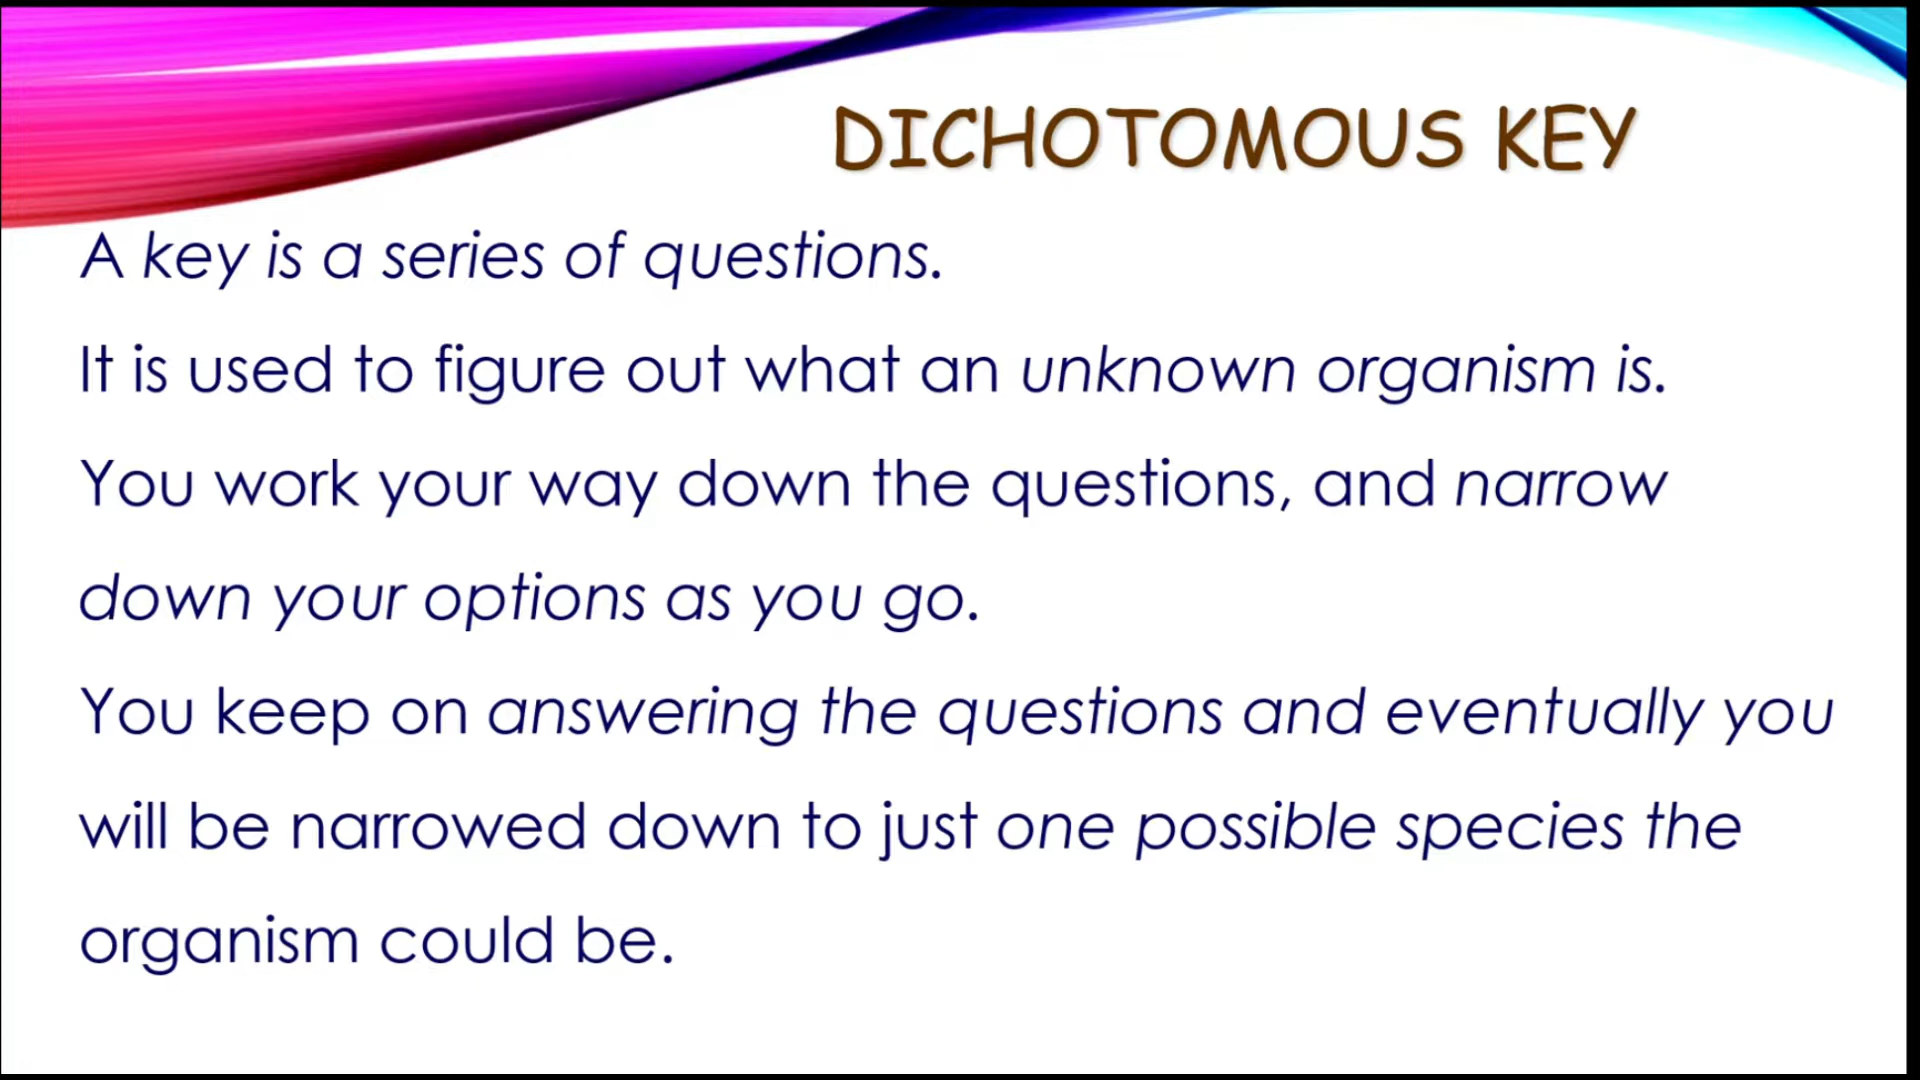 DICHOTOMOUS KEY
A key is a series of questions.
It is used to figure out what an unknown organism is.
You work your way down the questions, and narrow
down your options as you go.
You keep on answering the questions and eventually you
will be narrowed down to just one possible species the
organism could be.